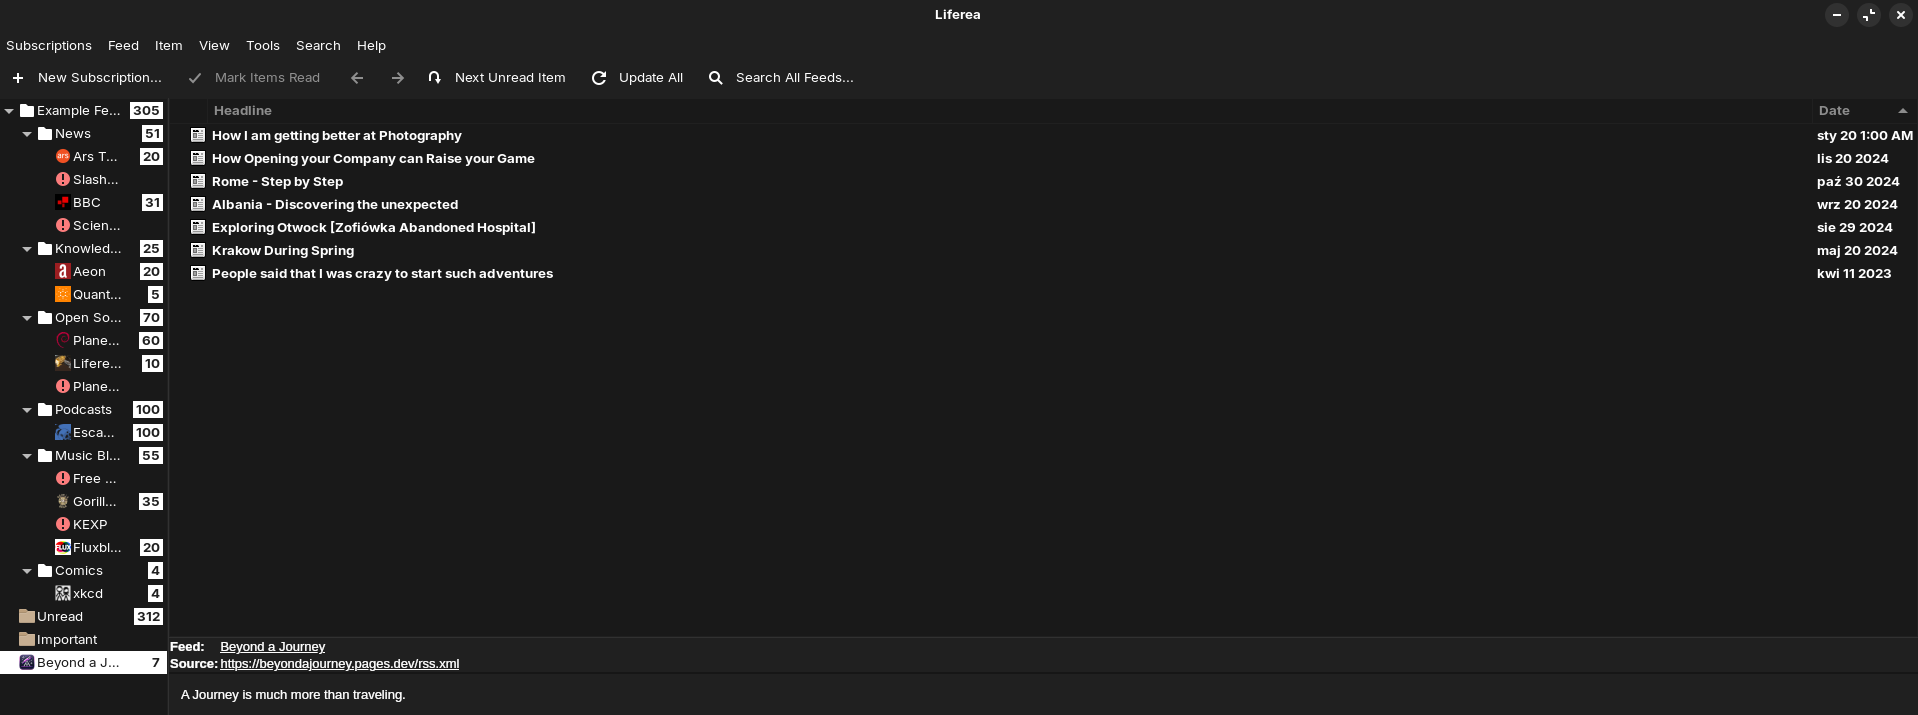 Liferea
Subscriptions Feed Item View Tools Search Help
New Subscription... Mark Items Read Next Unread Item Update All Search All Feeds...
Example Fe... 305
News 51
Ars T... 20
Slash...
BBC 31
Scien...
Knowled... 25
Aeon 20
Quant... 5
Open So... 70
Plane... 60
Lifere... 10
Plane...
Podcasts 100
Esca... 100
Music Bl... 55
Free ...
Gorill... 35
KEXP
Fluxbl... 20
Comics 4
xkcd 4
Unread 312
Important
Beyond a J... 7
Headline Date
How I am getting better at Photography sty 20 1:00 AM
How Opening your Company can Raise your Game lis 20 2024
Rome - Step by Step paź 30 2024
Albania - Discovering the unexpected wrz 20 2024
Exploring Otwock [Zofiówka Abandoned Hospital] sie 29 2024
Krakow During Spring maj 20 2024
People said that I was crazy to start such adventures kwi 11 2023
Feed: Beyond a Journey
Source: https://beyondajourney.pages.dev/rss.xml
A Journey is much more than traveling.